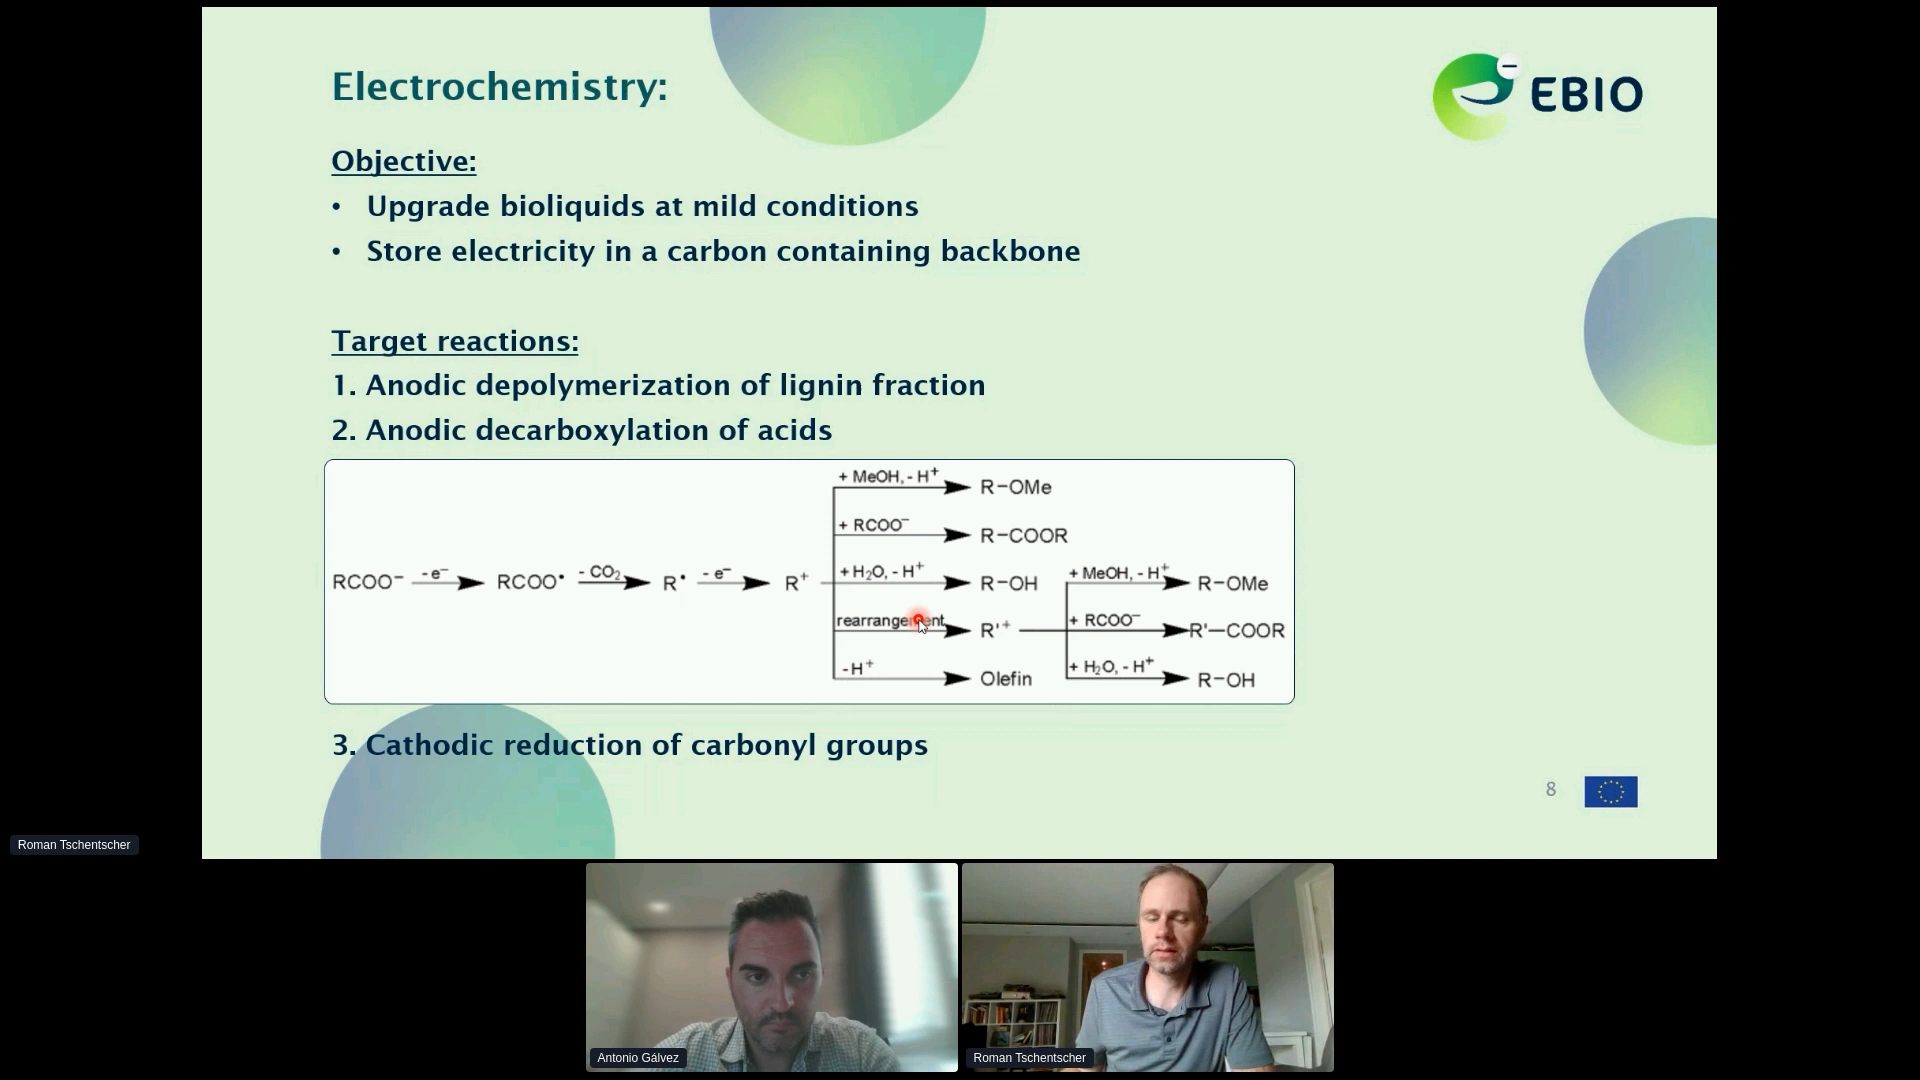 Electrochemistry:
EBIO
Objective:
• Upgrade bioliquids at mild conditions
• Store electricity in a carbon containing backbone
Target reactions:
1. Anodic depolymerization of lignin fraction
2. Anodic decarboxylation of acids
+ MeOH, - H⁺
R–OMe
+ RCOO⁻
R–COOR
RCOO⁻ - e⁻ RCOO• - CO₂ R• - e⁻ R⁺ + H₂O, - H⁺ R–OH
+ MeOH, - H⁺ R–OMe
rearrangement R'⁺ + RCOO⁻ R'–COOR
- H⁺ Olefin
+ H₂O, - H⁺ R–OH
3. Cathodic reduction of carbonyl groups
8
Roman Tschentscher
Antonio Gálvez
Roman Tschentscher